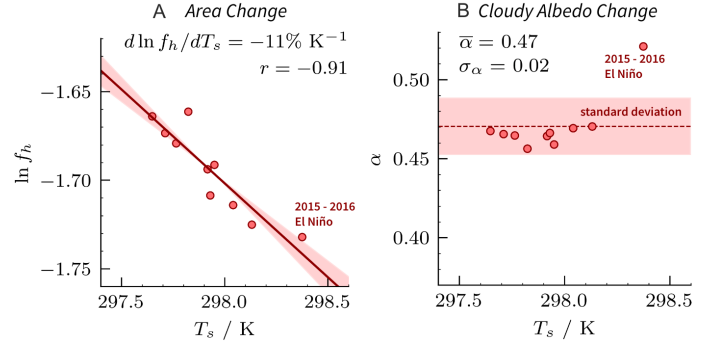 A Area Change
d ln f_h/dT_s = −11% K⁻¹
r = −0.91
ln f_h
−1.65
−1.70
−1.75
2015 - 2016
El Niño
297.5 298.0 298.5
T_s / K
B Cloudy Albedo Change
α̅ = 0.47
σ_α = 0.02
2015 - 2016
El Niño
standard deviation
α
0.50
0.45
0.40
297.5 298.0 298.5
T_s / K